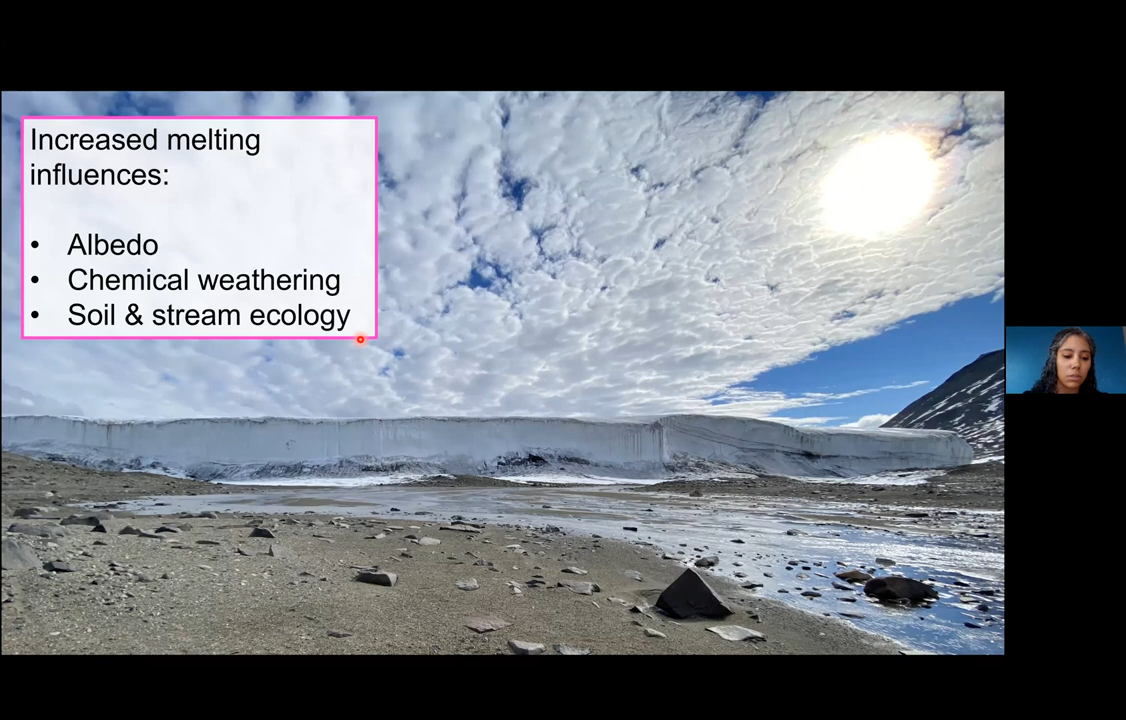 Increased melting
influences:
• Albedo
• Chemical weathering
• Soil & stream ecology